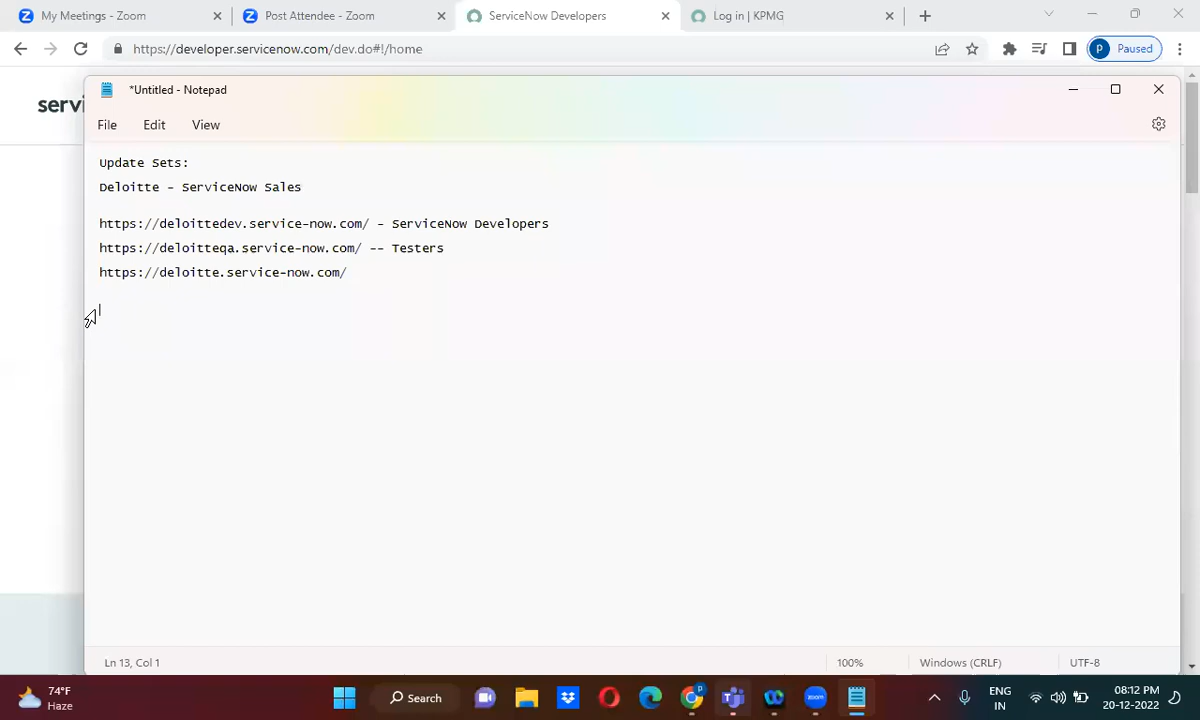 My Meetings - Zoom
Post Attendee - Zoom
ServiceNow Developers
Log in | KPMG
https://developer.servicenow.com/dev.do#!/home
P Paused
servi
*Untitled - Notepad
File Edit View
Update Sets:
Deloitte - ServiceNow Sales
https://deloittedev.service-now.com/ - ServiceNow Developers
https://deloitteqa.service-now.com/ -- Testers
https://deloitte.service-now.com/
Ln 13, Col 1
100%
Windows (CRLF)
UTF-8
74°F
Haze
Search
zoom
ENG
IN
08:12 PM
20-12-2022